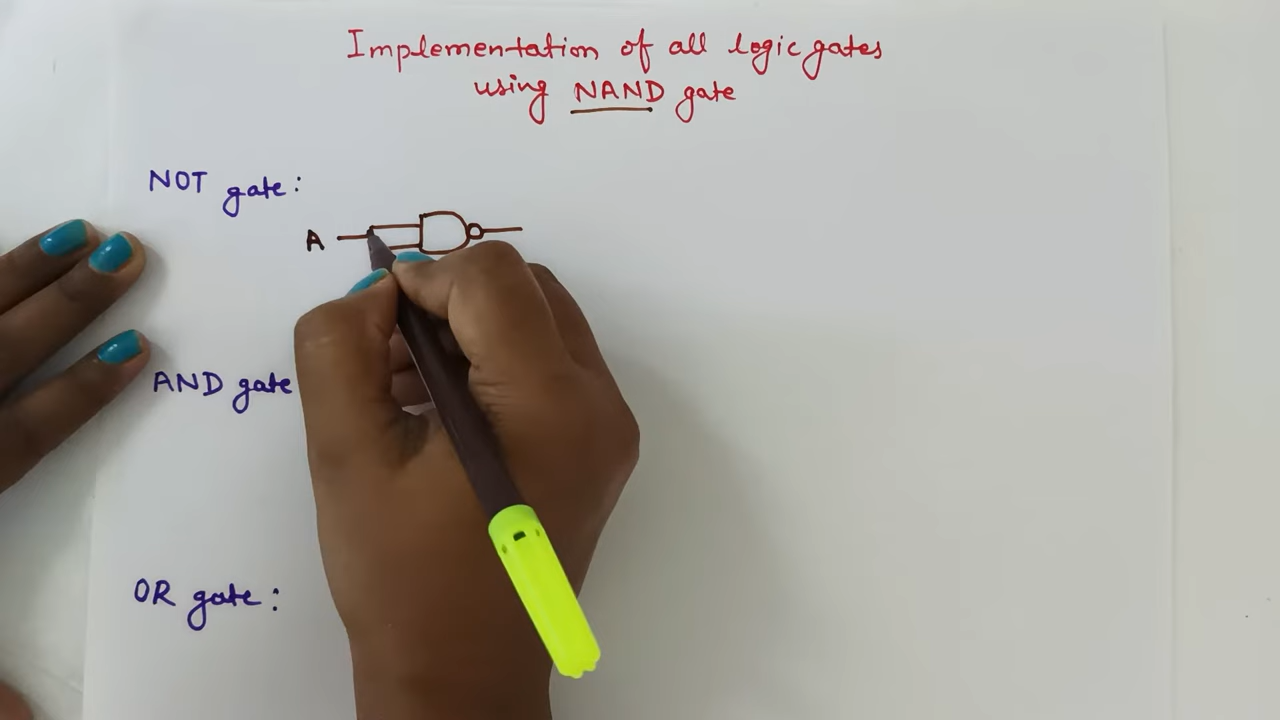 Implementation of all logic gates
using NAND gate
NOT gate:
A
AND gate
OR gate: